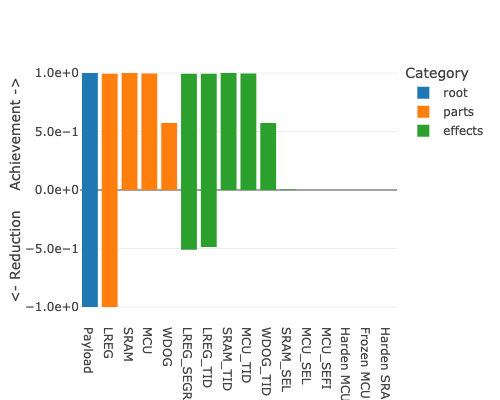 Category
root
parts
effects
<- Reduction    Achievement ->
1.0e+0
5.0e−1
0.0e+0
−5.0e−1
−1.0e+0
Payload
LREG
SRAM
MCU
WDOG
LREG_SEGR
LREG_TID
SRAM_TID
MCU_TID
WDOG_TID
SRAM_SEL
MCU_SEL
MCU_SEFI
Harden MCU
Frozen MCU
Harden SRA